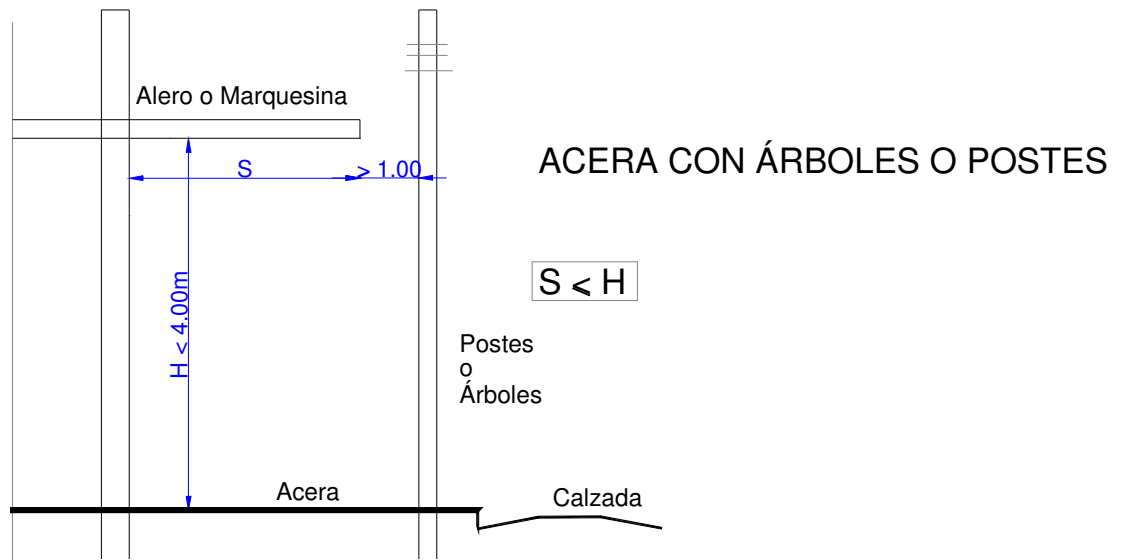 Alero o Marquesina
S
> 1.00
ACERA CON ÁRBOLES O POSTES
H < 4.00m
S ⩽ H
Postes
o
Árboles
Acera
Calzada